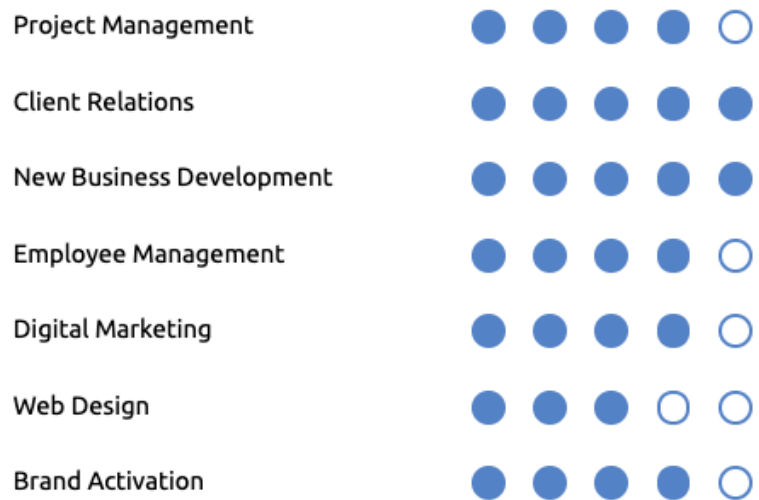 Project Management
Client Relations
New Business Development
Employee Management
Digital Marketing
Web Design
Brand Activation